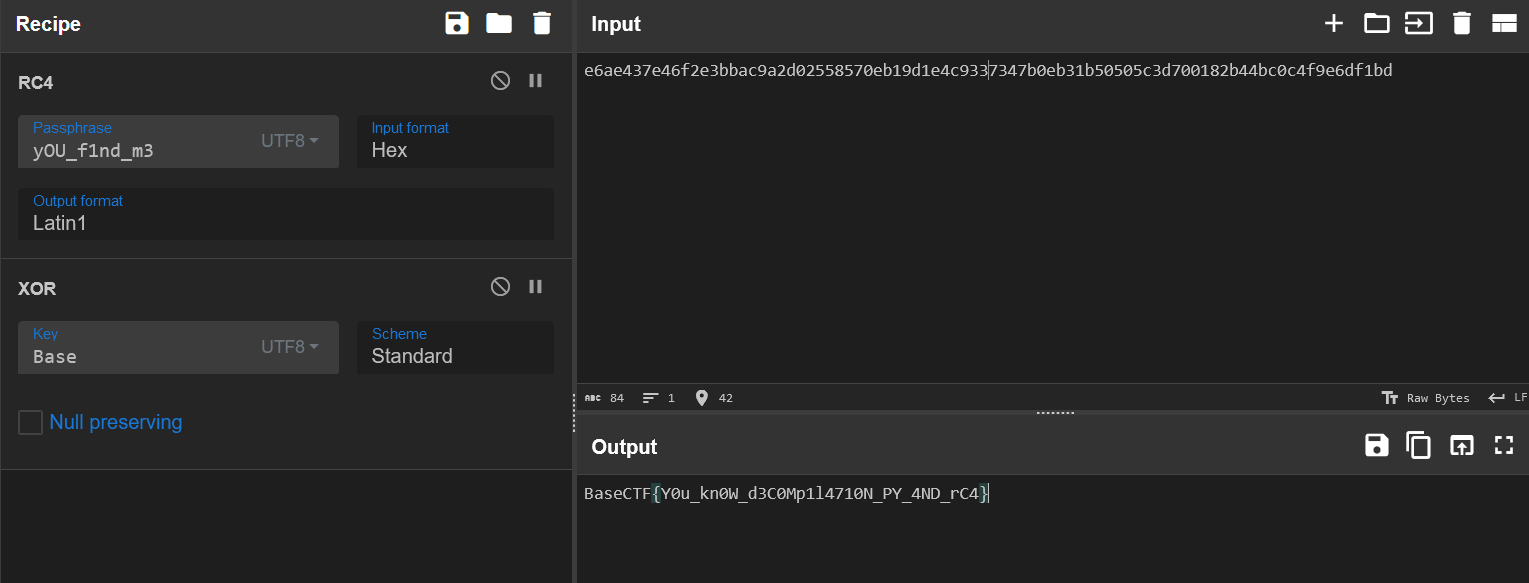 Recipe
RC4
Passphrase
yOU_f1nd_m3
UTF8
Input format
Hex
Output format
Latin1
XOR
Key
Base
UTF8
Scheme
Standard
Null preserving
Input
e6ae437e46f2e3bbac9a2d02558570eb19d1e4c9337347b0eb31b50505c3d700182b44bc0c4f9e6df1bd
ABC 84
1
42
Tт Raw Bytes
LF
Output
BaseCTF{Y0u_kn0W_d3C0Mp1l4710N_PY_4ND_rC4}